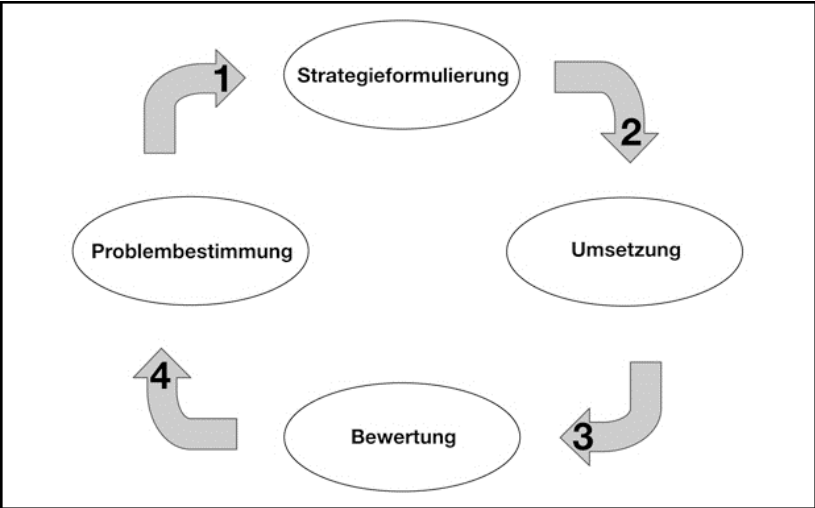 1
Strategieformulierung
2
Problembestimmung
Umsetzung
4
Bewertung
3